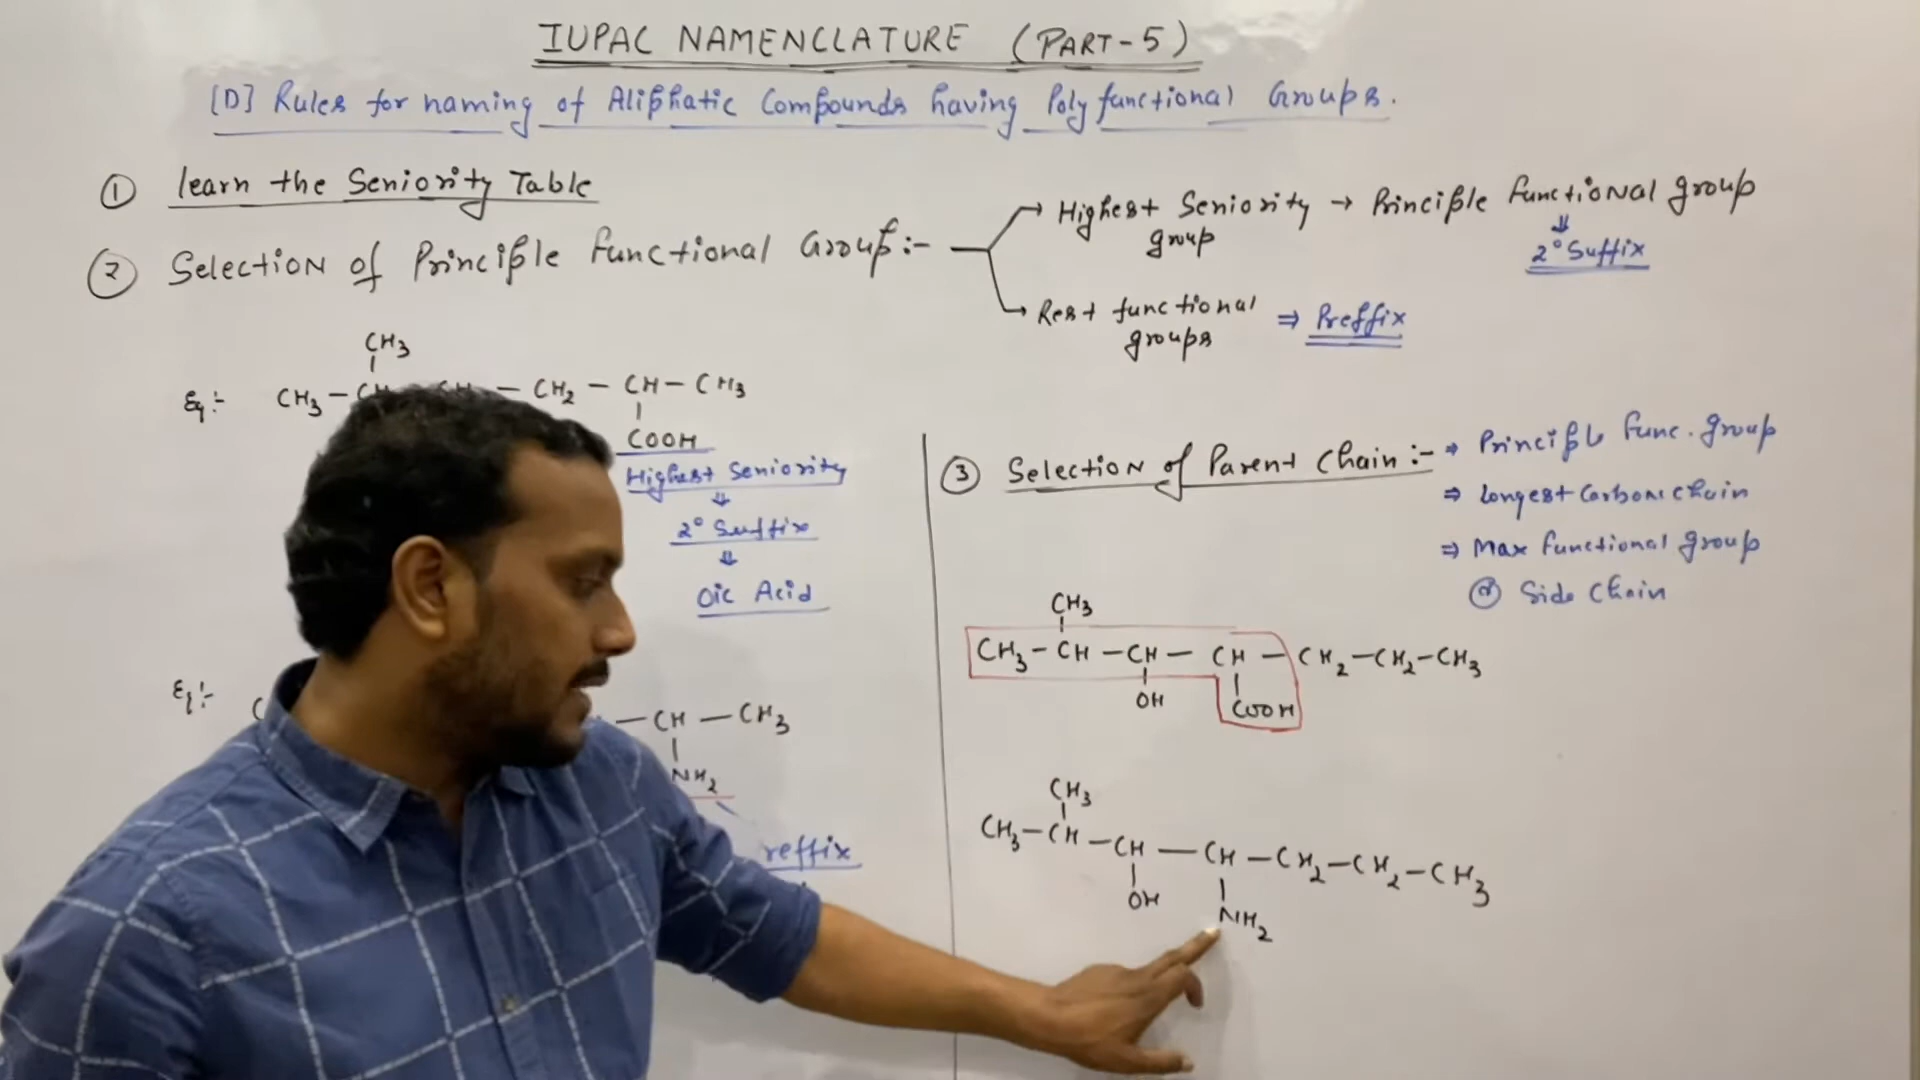 IUPAC NAMENCLATURE (PART-5)
[D] Rules for naming of Aliphatic Compounds having Poly functional Groups.
① learn the Seniority Table
② Selection of Principle functional Group:-
→ Highest Seniority group → Principle functional group
⇓
2° Suffix
→ Rest functional groups ⇒ Preffix
CH3
Eg:- CH3 - CH - CH2 - CH - CH3
COOH
Highest Seniority
⇓
2° Suffix
⇓
Oic Acid
Eg:- - CH - CH3
NH2
reffix
③ Selection of Parent Chain:- ⇒ Principle func. group
⇒ longest Carbon chain
⇒ Max functional group
@ Side Chain
CH3
CH3 - CH - CH - CH - CH2 - CH2 - CH3
OH COOH
CH3
CH3 - CH - CH - CH - CH2 - CH2 - CH3
OH NH2